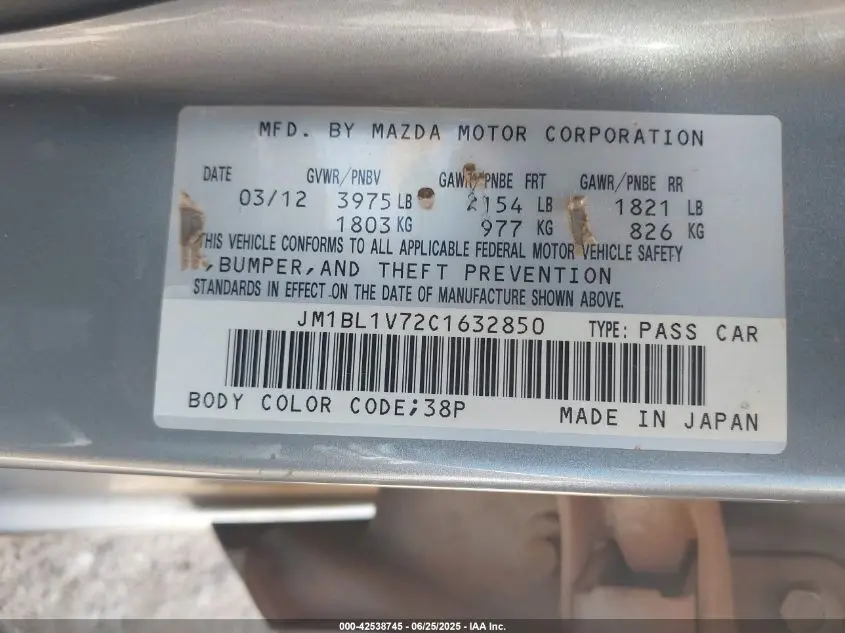 MFD. BY MAZDA MOTOR CORPORATION
DATE GVWR/PNBV GAWR/PNBE FRT GAWR/PNBE RR
03/12 3975 LB 2154 LB 1821 LB
1803 KG 977 KG 826 KG
THIS VEHICLE CONFORMS TO ALL APPLICABLE FEDERAL MOTOR VEHICLE SAFETY
,BUMPER,AND THEFT PREVENTION
STANDARDS IN EFFECT ON THE DATE OF MANUFACTURE SHOWN ABOVE.
JM1BL1V72C1632850 TYPE: PASS CAR
BODY COLOR CODE;38P MADE IN JAPAN
000-42538745 - 06/25/2025 - IAA Inc.